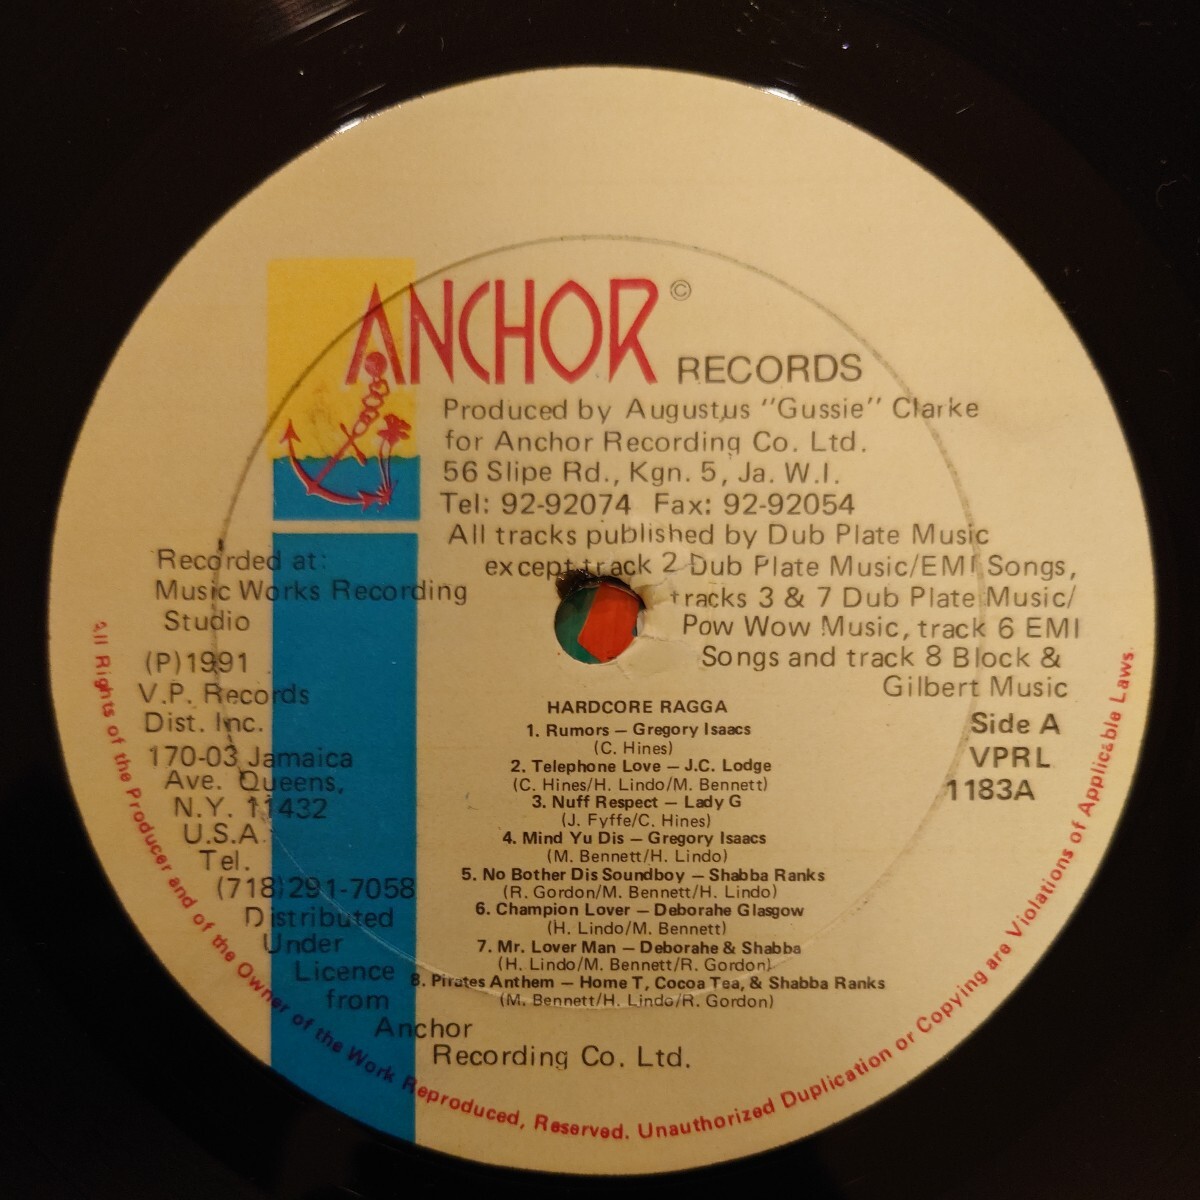 ANCHOR ©
RECORDS
Produced by Augustus "Gussie" Clarke
for Anchor Recording Co. Ltd.
56 Slipe Rd., Kgn. 5, Ja. W.I.
Tel: 92-92074 Fax: 92-92054
All tracks published by Dub Plate Music
except track 2 Dub Plate Music/EMI Songs,
tracks 3 & 7 Dub Plate Music/
Pow Wow Music, track 6 EMI
Songs and track 8 Block &
Gilbert Music
Side A
VPRL
1183A
Recorded at:
Music Works Recording
Studio
(P)1991
V.P. Records
Dist. Inc.
170-03 Jamaica
Ave. Queens,
N.Y. 11432
U.S.A.
Tel.
(718)291-7058
Distributed
Under
Licence
from
Anchor
Recording Co. Ltd.
HARDCORE RAGGA
1. Rumors — Gregory Isaacs
(C. Hines)
2. Telephone Love — J.C. Lodge
(C. Hines/H. Lindo/M. Bennett)
3. Nuff Respect — Lady G
(J. Fyffe/C. Hines)
4. Mind Yu Dis — Gregory Isaacs
(M. Bennett/H. Lindo)
5. No Bother Dis Soundboy — Shabba Ranks
(R. Gordon/M. Bennett/H. Lindo)
6. Champion Lover — Deborahe Glasgow
(H. Lindo/M. Bennett)
7. Mr. Lover Man — Deborahe & Shabba
(H. Lindo/M. Bennett/R. Gordon)
8. Pirates Anthem — Home T, Cocoa Tea, & Shabba Ranks
(M. Bennett/H. Lindo/R. Gordon)
All Rights of the Producer and of the Owner of the Work Reproduced, Reserved. Unauthorized Duplication or Copying are Violations of Applicable Laws.